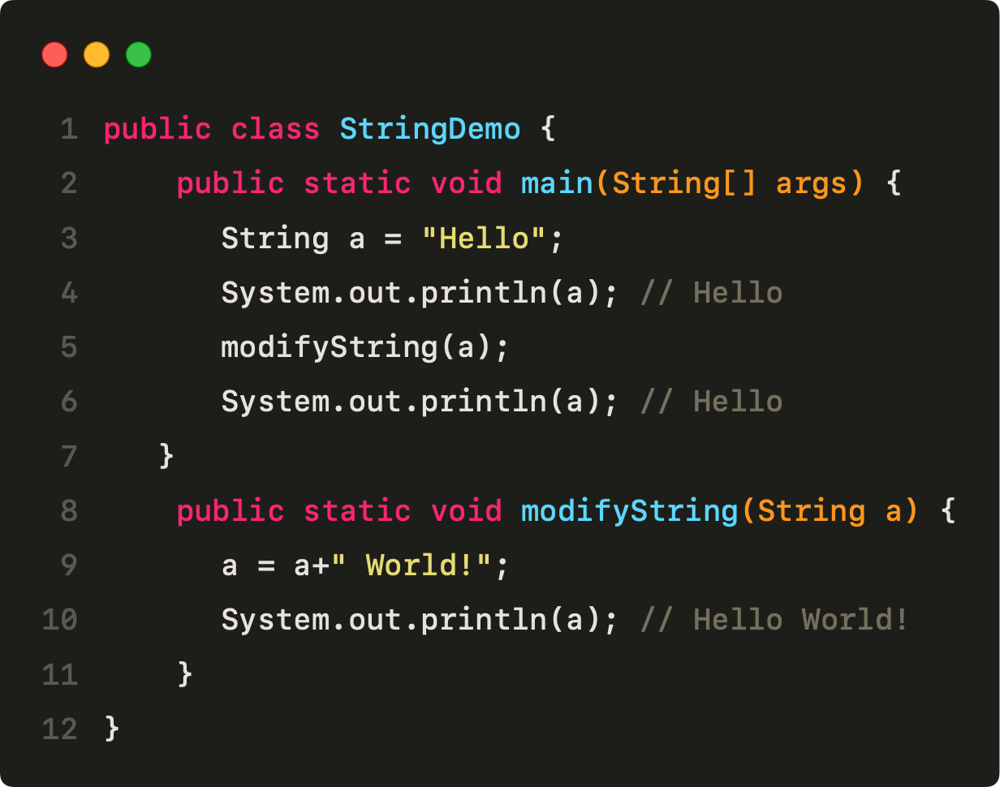 1 public class StringDemo {
2     public static void main(String[] args) {
3       String a = "Hello";
4       System.out.println(a); // Hello
5       modifyString(a);
6       System.out.println(a); // Hello
7    }
8     public static void modifyString(String a) {
9       a = a+" World!";
10       System.out.println(a); // Hello World!
11     }
12 }